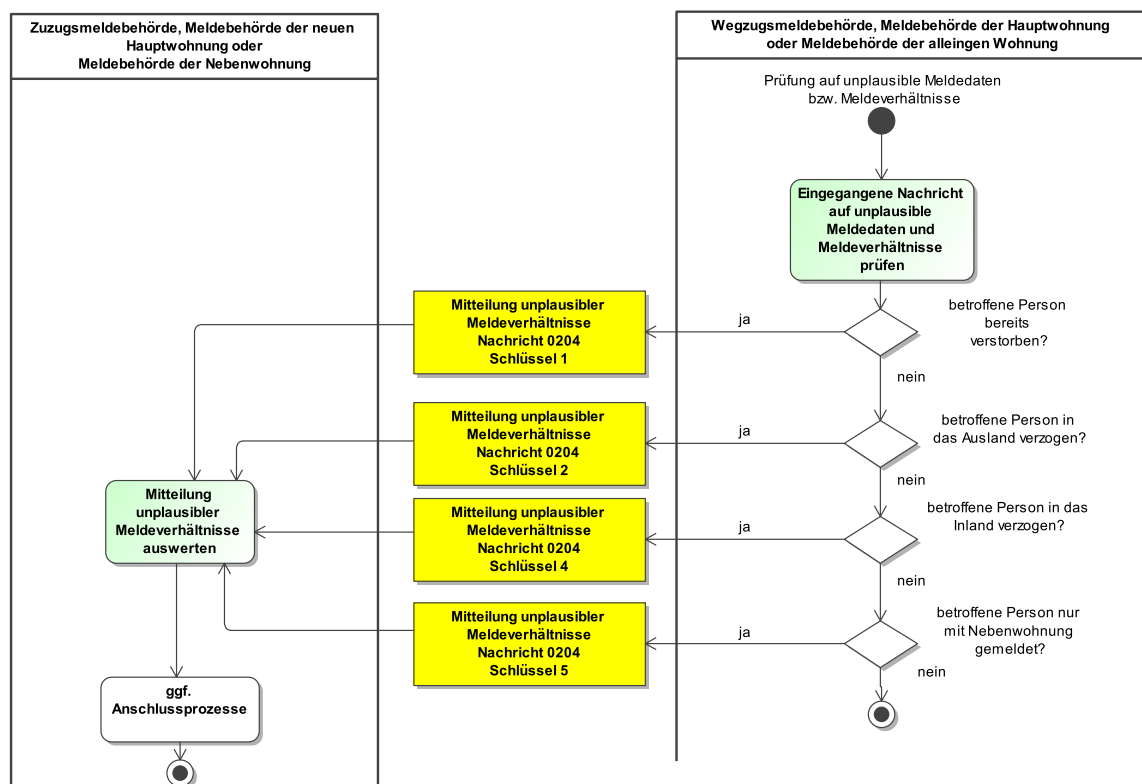 Zuzugsmeldebehörde, Meldebehörde der neuen
Hauptwohnung oder
Meldebehörde der Nebenwohnung
Wegzugsmeldebehörde, Meldebehörde der Hauptwohnung
oder Meldebehörde der alleingen Wohnung
Prüfung auf unplausible Meldedaten
bzw. Meldeverhältnisse
Eingegangene Nachricht
auf unplausible
Meldedaten und
Meldeverhältnisse
prüfen
betroffene Person
bereits
verstorben?
ja
nein
Mitteilung unplausibler
Meldeverhältnisse
Nachricht 0204
Schlüssel 1
betroffene Person in
das Ausland verzogen?
ja
nein
Mitteilung unplausibler
Meldeverhältnisse
Nachricht 0204
Schlüssel 2
betroffene Person in das
Inland verzogen?
ja
nein
Mitteilung unplausibler
Meldeverhältnisse
Nachricht 0204
Schlüssel 4
betroffene Person nur
mit Nebenwohnung
gemeldet?
ja
nein
Mitteilung unplausibler
Meldeverhältnisse
Nachricht 0204
Schlüssel 5
Mitteilung
unplausibler
Meldeverhältnisse
auswerten
ggf.
Anschlussprozesse